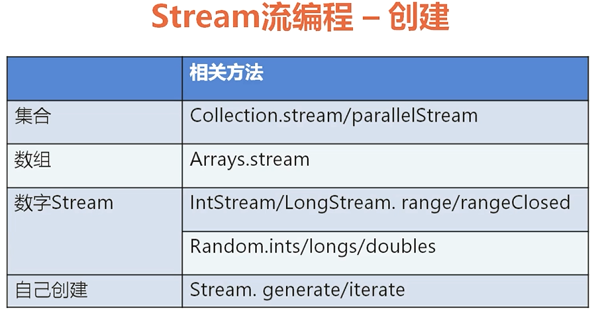 Stream流编程 – 创建
相关方法
集合 Collection.stream/parallelStream
数组 Arrays.stream
数字Stream IntStream/LongStream. range/rangeClosed
Random.ints/longs/doubles
自己创建 Stream. generate/iterate